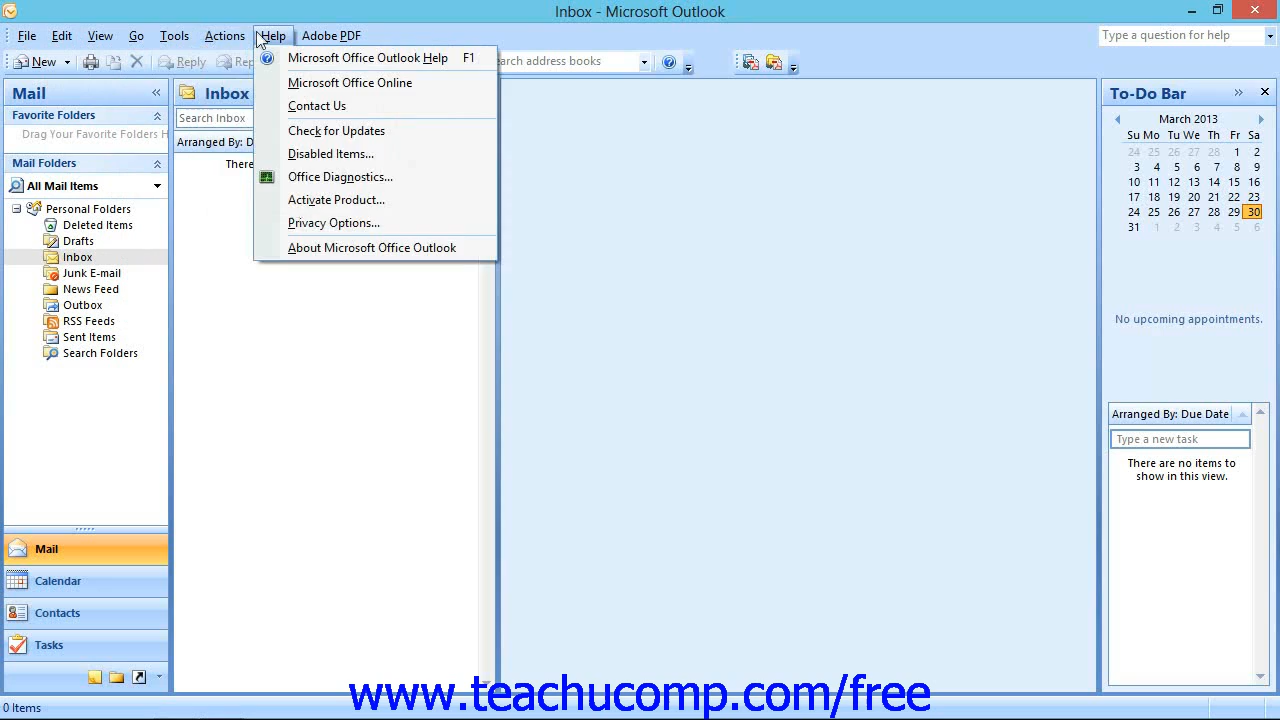 Inbox - Microsoft Outlook
File Edit View Go Tools Actions Help Adobe PDF
Type a question for help
New
Reply
arch address books
Microsoft Office Outlook Help F1
Microsoft Office Online
Contact Us
Check for Updates
Disabled Items...
Office Diagnostics...
Activate Product...
Privacy Options...
About Microsoft Office Outlook
Mail
Favorite Folders
Drag Your Favorite Folders H
Mail Folders
All Mail Items
Personal Folders
Deleted Items
Drafts
Inbox
Junk E-mail
News Feed
Outbox
RSS Feeds
Sent Items
Search Folders
Mail
Calendar
Contacts
Tasks
Inbox
Search Inbox
Arranged By: D
There
To-Do Bar
March 2013
Su Mo Tu We Th Fr Sa
24 25 26 27 28 1 2
3 4 5 6 7 8 9
10 11 12 13 14 15 16
17 18 19 20 21 22 23
24 25 26 27 28 29 30
31 1 2 3 4 5 6
No upcoming appointments.
Arranged By: Due Date
Type a new task
There are no items to
show in this view.
0 Items
www.teachucomp.com/free